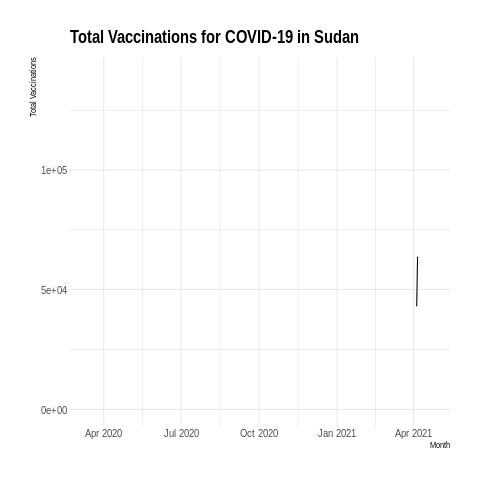 Total Vaccinations for COVID-19 in Sudan
Total Vaccinations
1e+05
5e+04
0e+00
Apr 2020 Jul 2020 Oct 2020 Jan 2021 Apr 2021
Month